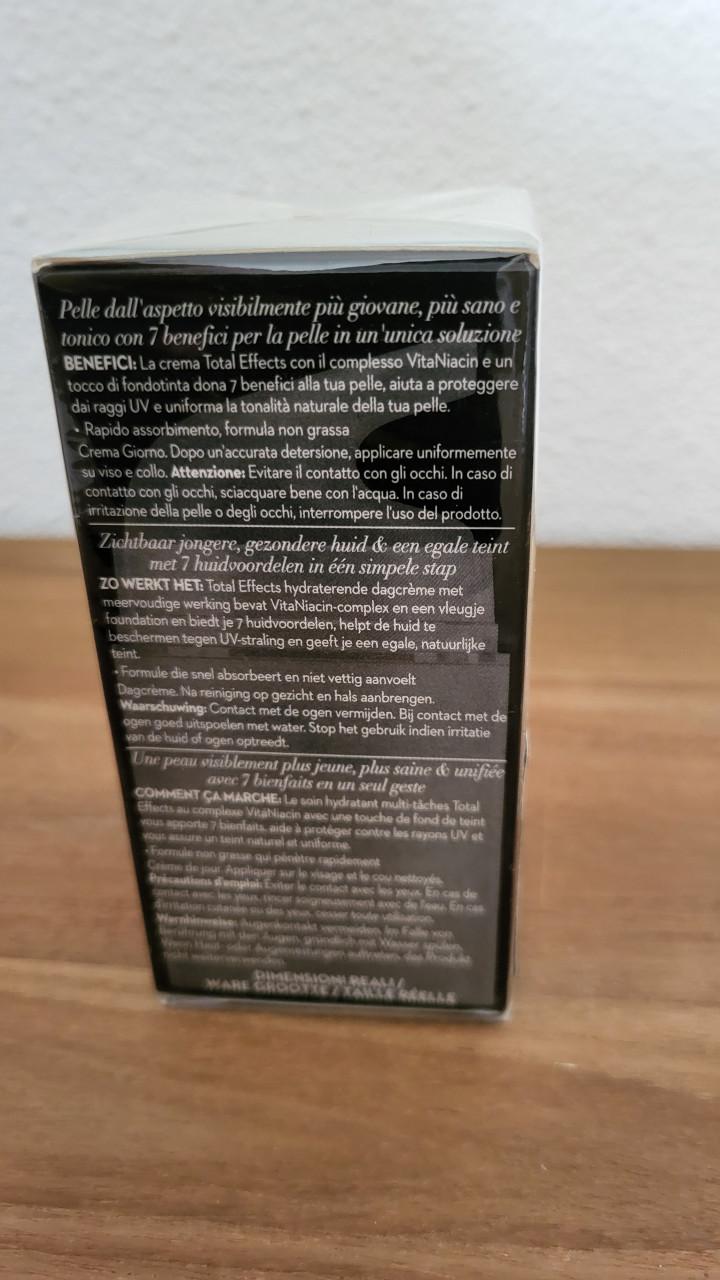 Pelle dall'aspetto visibilmente più giovane, più sano e
tonico con 7 benefici per la pelle in un'unica soluzione
BENEFICI: La crema Total Effects con il complesso VitaNiacin e un
tocco di fondotinta dona 7 benefici alla tua pelle, aiuta a proteggere
dai raggi UV e uniforma la tonalità naturale della tua pelle.
• Rapido assorbimento, formula non grassa
Crema Giorno. Dopo un'accurata detersione, applicare uniformemente
su viso e collo. Attenzione: Evitare il contatto con gli occhi. In caso di
contatto con gli occhi, sciacquare bene con l'acqua. In caso di
irritazione della pelle o degli occhi, interrompere l'uso del prodotto.
Zichtbaar jongere, gezondere huid & een egale teint
met 7 huidvoordelen in één simpele stap
ZO WERKT HET: Total Effects hydraterende dagcrème met
meervoudige werking bevat VitaNiacin-complex en een vleugje
foundation en biedt je 7 huidvoordelen, helpt de huid te
beschermen tegen UV-straling en geeft je een egale, natuurlijke
teint.
• Formule die snel absorbeert en niet vettig aanvoelt
Dagcrème. Na reiniging op gezicht en hals aanbrengen.
Waarschuwing: Contact met de ogen vermijden. Bij contact met de
ogen goed uitspoelen met water. Stop het gebruik indien irritatie
van de huid of ogen optreedt.
Une peau visiblement plus jeune, plus saine & unifiée
avec 7 bienfaits en un seul geste
COMMENT ÇA MARCHE: Le soin hydratant multi-tâches Total
Effects au complexe VitaNiacin avec une touche de fond de teint
vous apporte 7 bienfaits, aide à protéger contre les rayons UV et
vous assure un teint naturel et uniforme.
• Formule non grasse qui pénètre rapidement
Crème de jour. Appliquer sur le visage et le cou nettoyés.
Précautions d'emploi: Éviter le contact avec les yeux. En cas de
contact avec les yeux, rincer soigneusement avec de l'eau. En cas
d'irritation cutanée ou des yeux, cesser toute utilisation.
Warnhinweise: Augenkontakt vermeiden. Im Falle von
Berührung mit den Augen, gründlich mit Wasser spülen.
Wenn Haut- oder Augenreizungen auftreten, das Produkt
nicht weiterverwenden.
DIMENSIONI REALI /
WARE GROOTTE / TAILLE RÉELLE